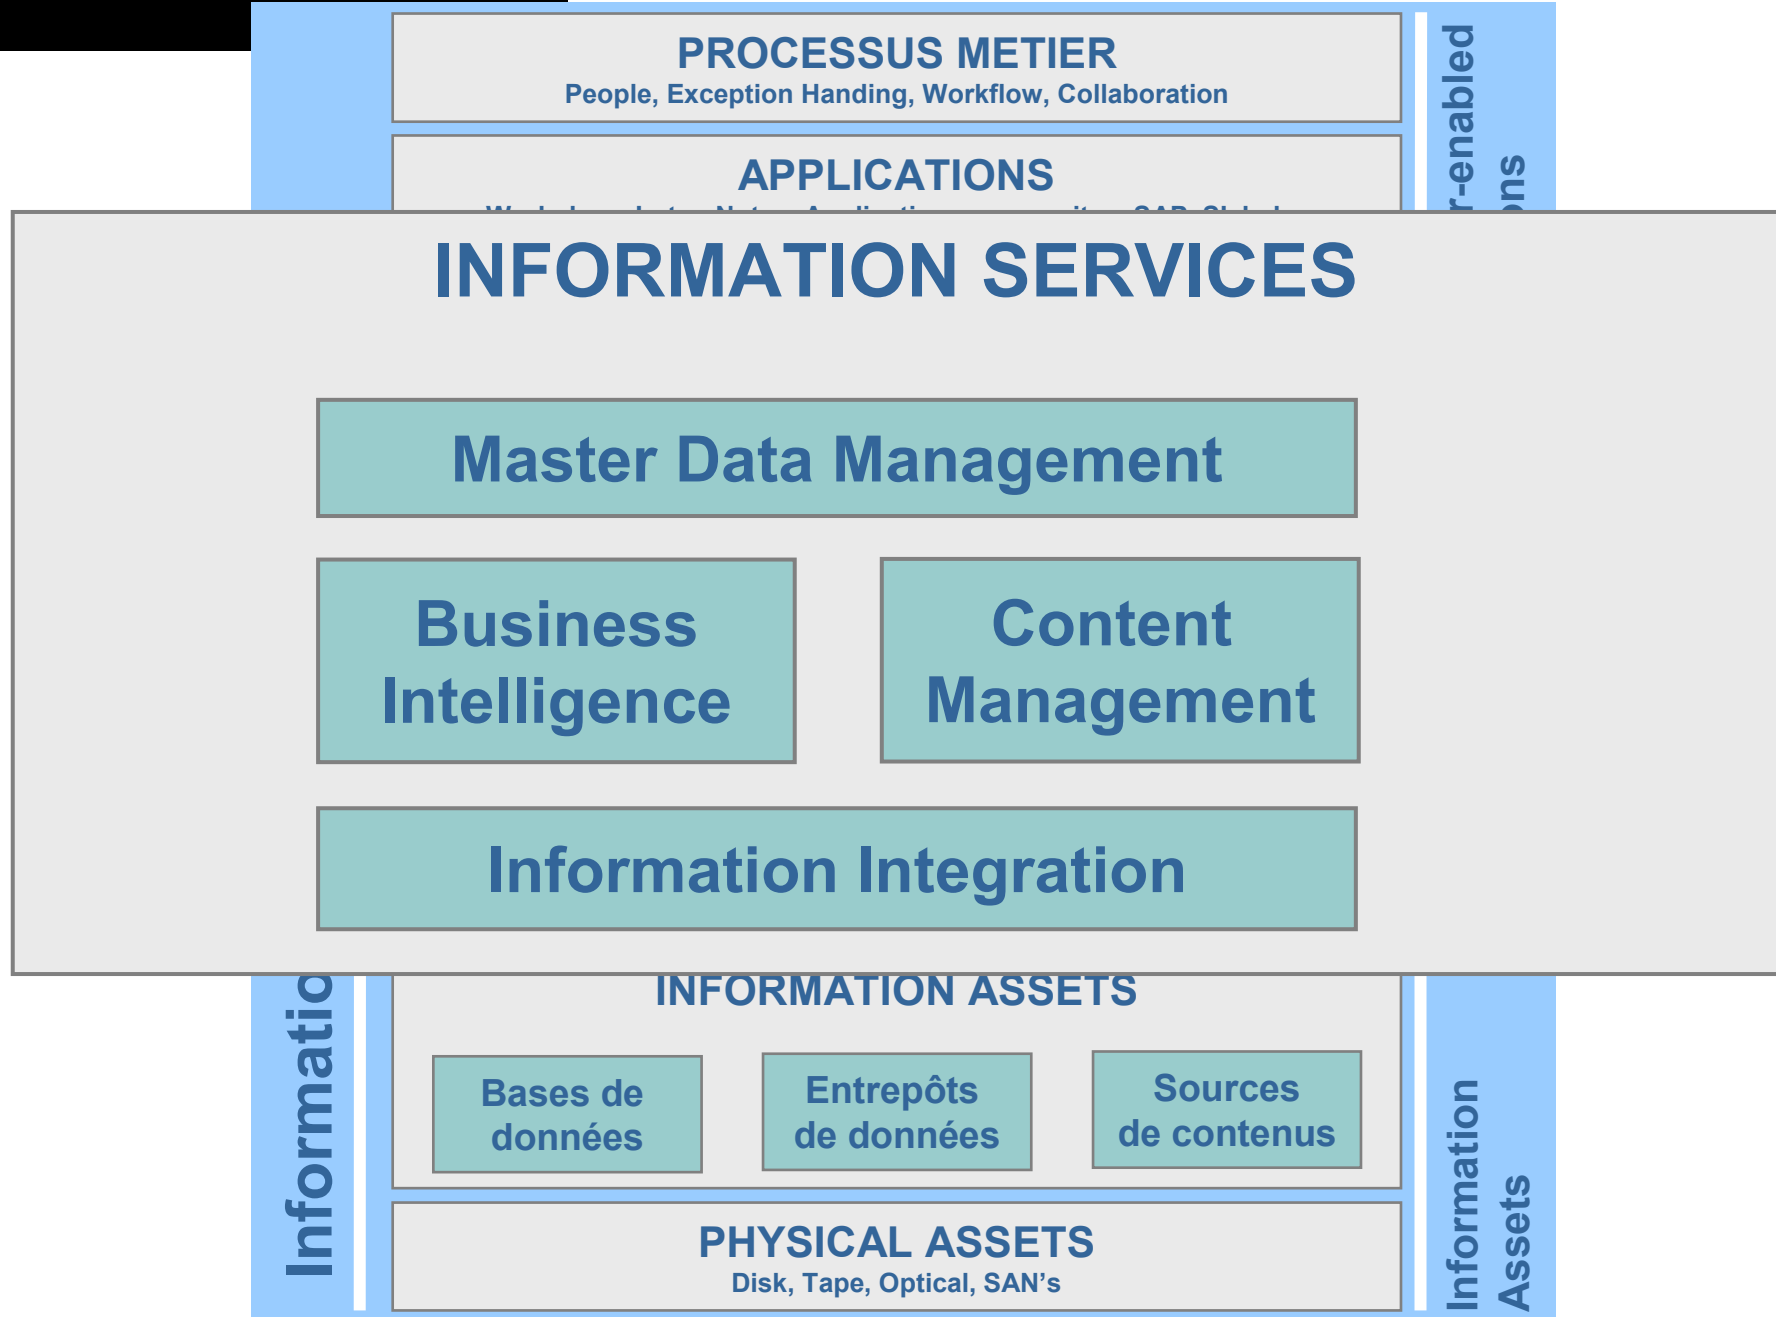 PROCESSUS METIER
People, Exception Handing, Workflow, Collaboration
APPLICATIONS
INFORMATION SERVICES
Master Data Management
Business
Intelligence
Content
Management
Information Integration
INFORMATION ASSETS
Bases de
données
Entrepôts
de données
Sources
de contenus
PHYSICAL ASSETS
Disk, Tape, Optical, SAN’s
Information
Assets